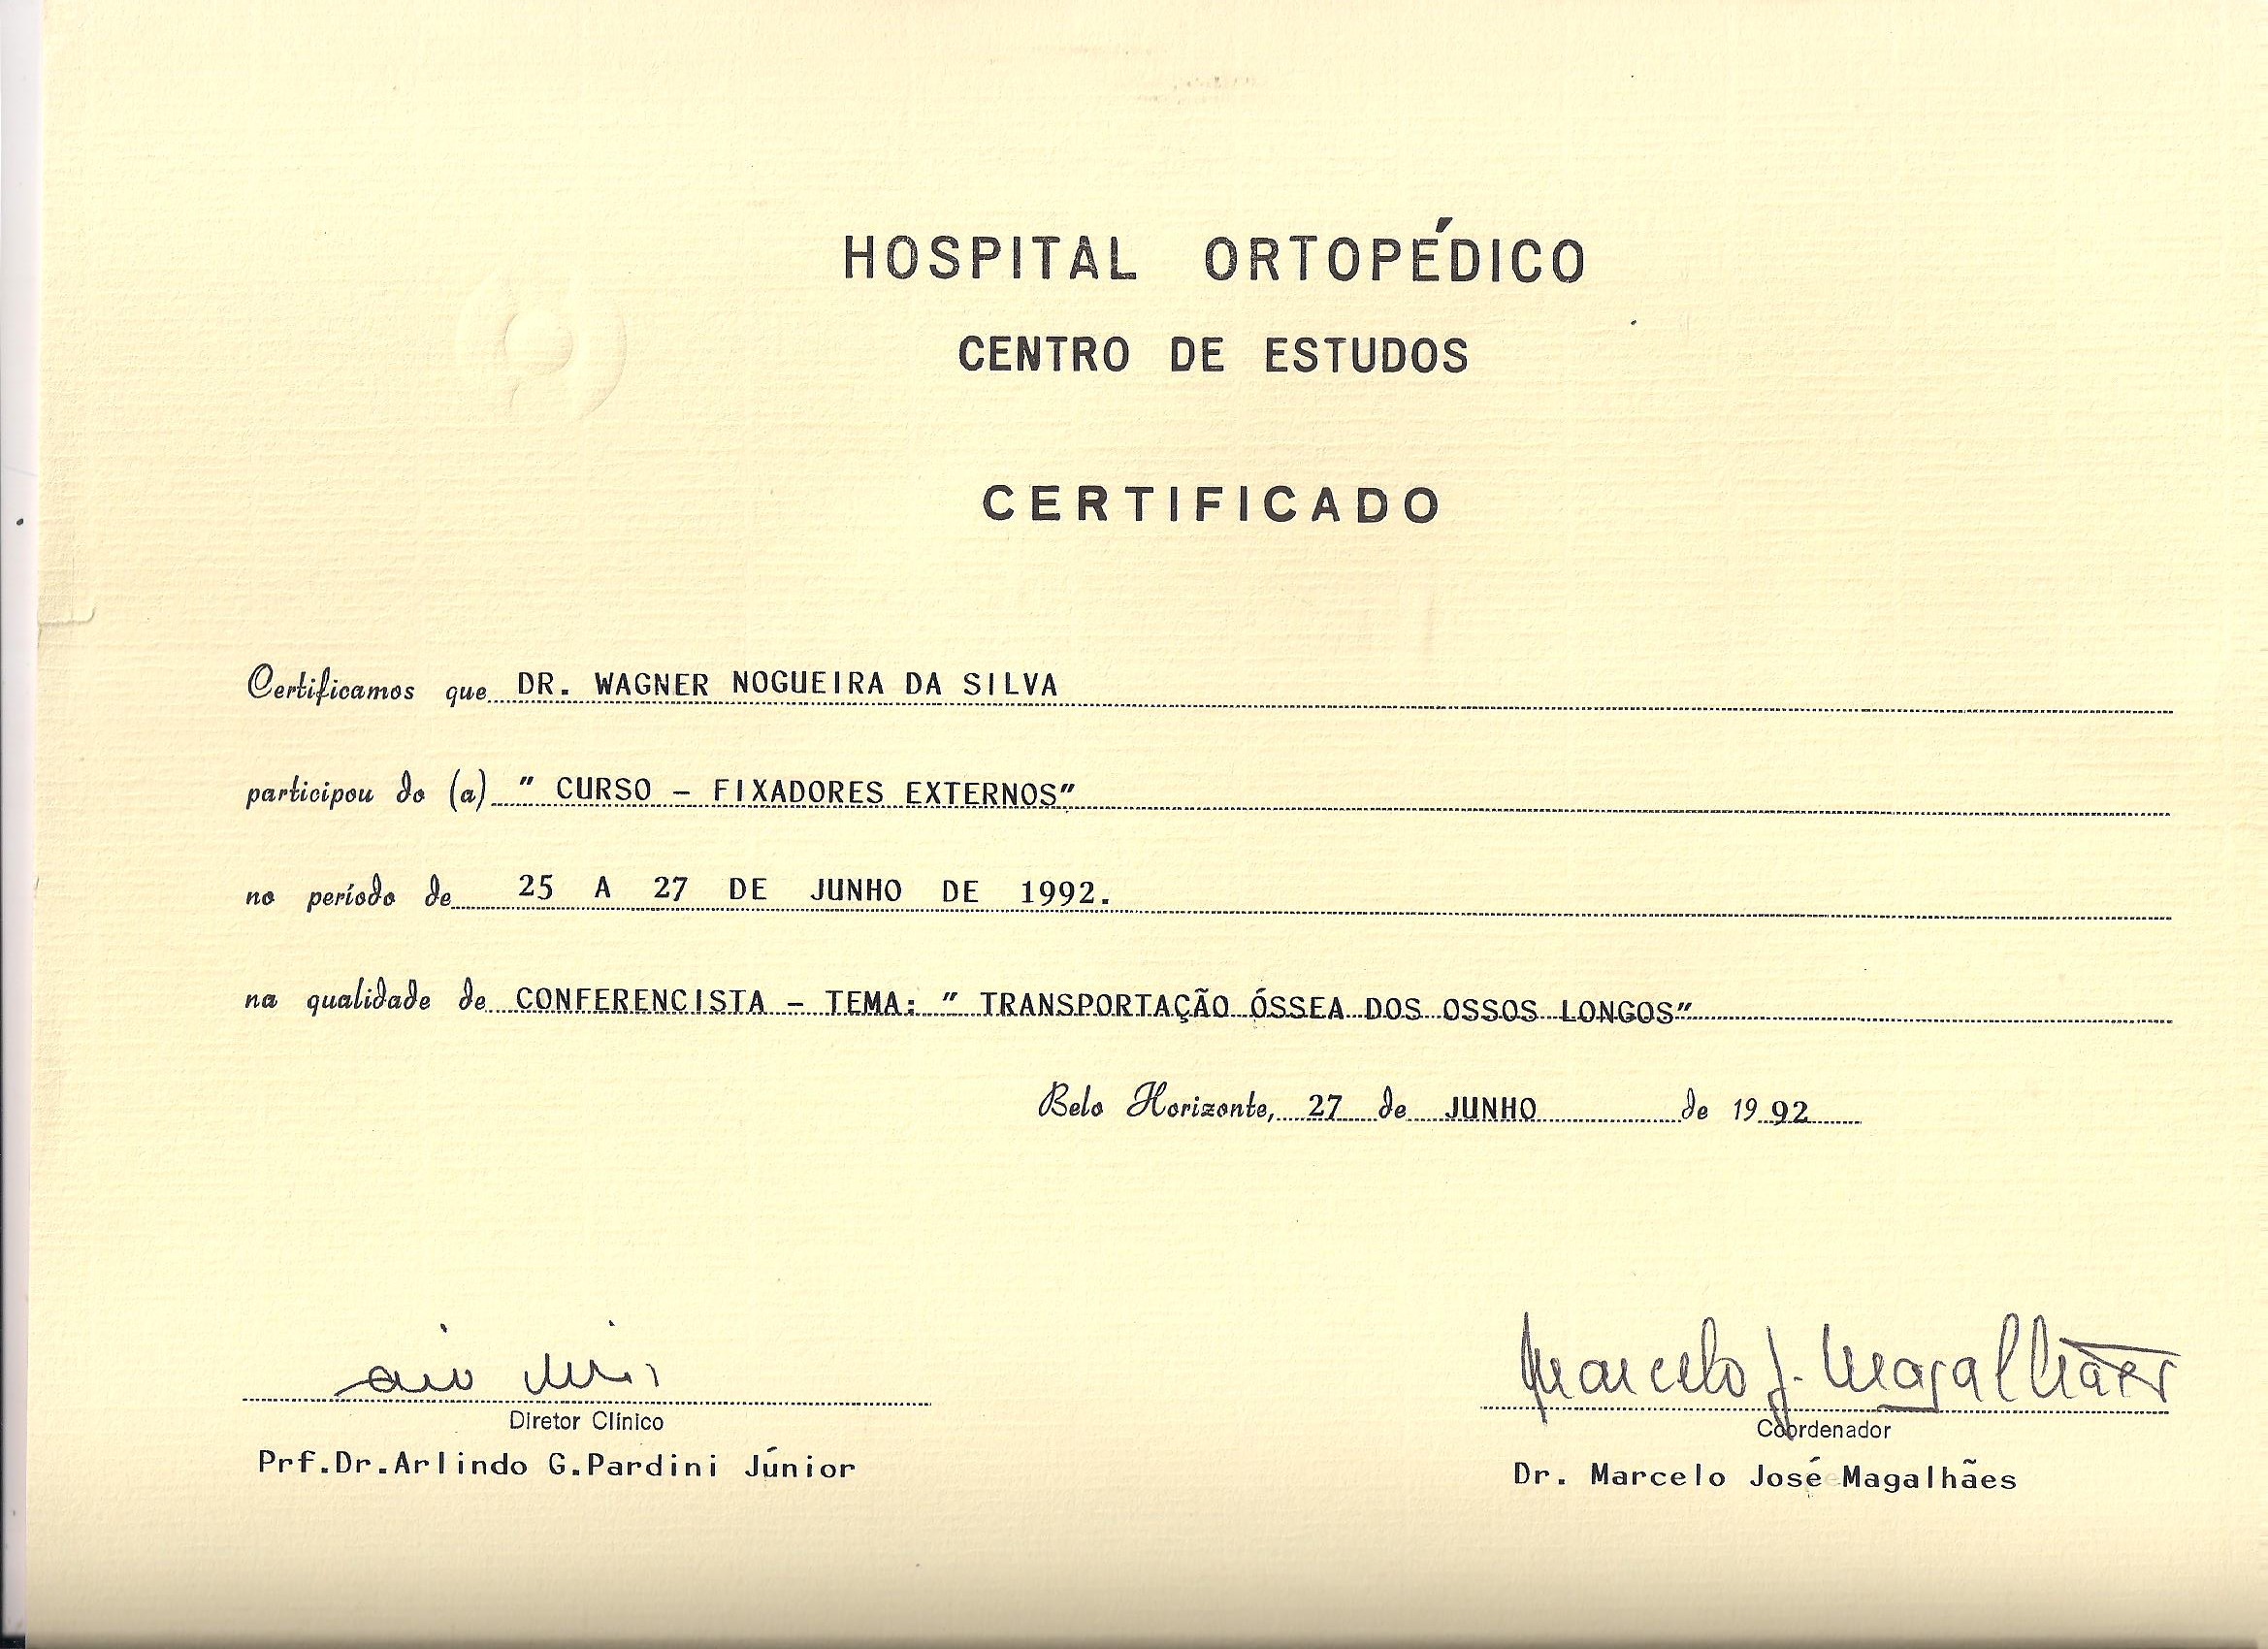 HOSPITAL ORTOPÉDICO
CENTRO DE ESTUDOS
CERTIFICADO
Certificamos que DR. WAGNER NOGUEIRA DA SILVA
participou do (a) " CURSO - FIXADORES EXTERNOS"
no período de 25 A 27 DE JUNHO DE 1992.
na qualidade de CONFERENCISTA - TEMA: " TRANSPORTAÇÃO ÓSSEA DOS OSSOS LONGOS"
Belo Horizonte, 27 de JUNHO de 1992
Marcelo J. Magalhães
Diretor Clínico
Coordenador
Prf.Dr.Arlindo G.Pardini Júnior
Dr. Marcelo José Magalhães